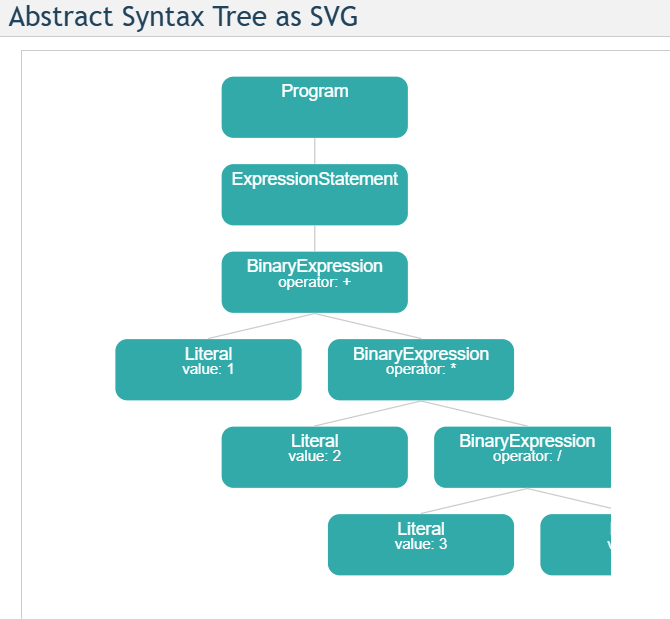 Abstract Syntax Tree as SVG
Program
ExpressionStatement
BinaryExpression
operator: +
Literal
value: 1
BinaryExpression
operator: *
Literal
value: 2
BinaryExpression
operator: /
Literal
value: 3